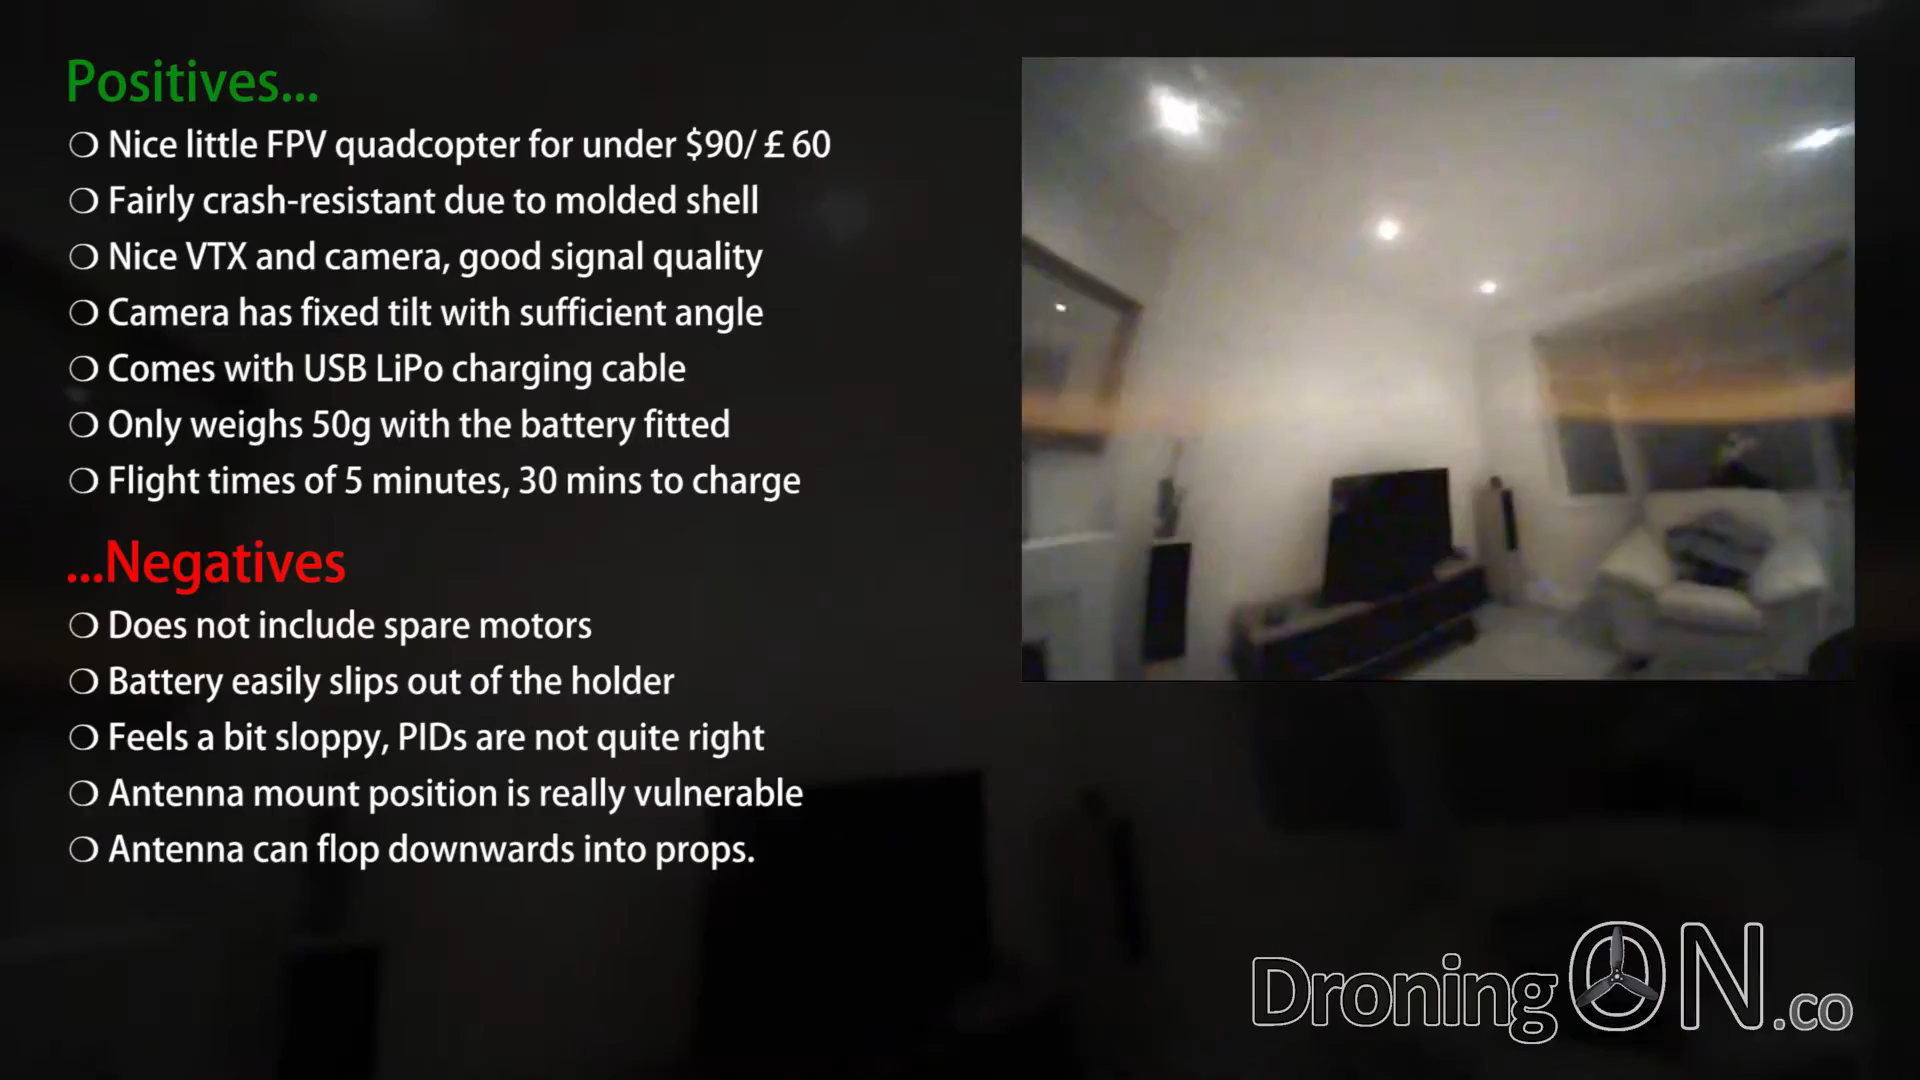 Positives...
Nice little FPV quadcopter for under $90/£60
Fairly crash-resistant due to molded shell
Nice VTX and camera, good signal quality
Camera has fixed tilt with sufficient angle
Comes with USB LiPo charging cable
Only weighs 50g with the battery fitted
Flight times of 5 minutes, 30 mins to charge
...Negatives
Does not include spare motors
Battery easily slips out of the holder
Feels a bit sloppy, PIDs are not quite right
Antenna mount position is really vulnerable
Antenna can flop downwards into props.
DroningON.co